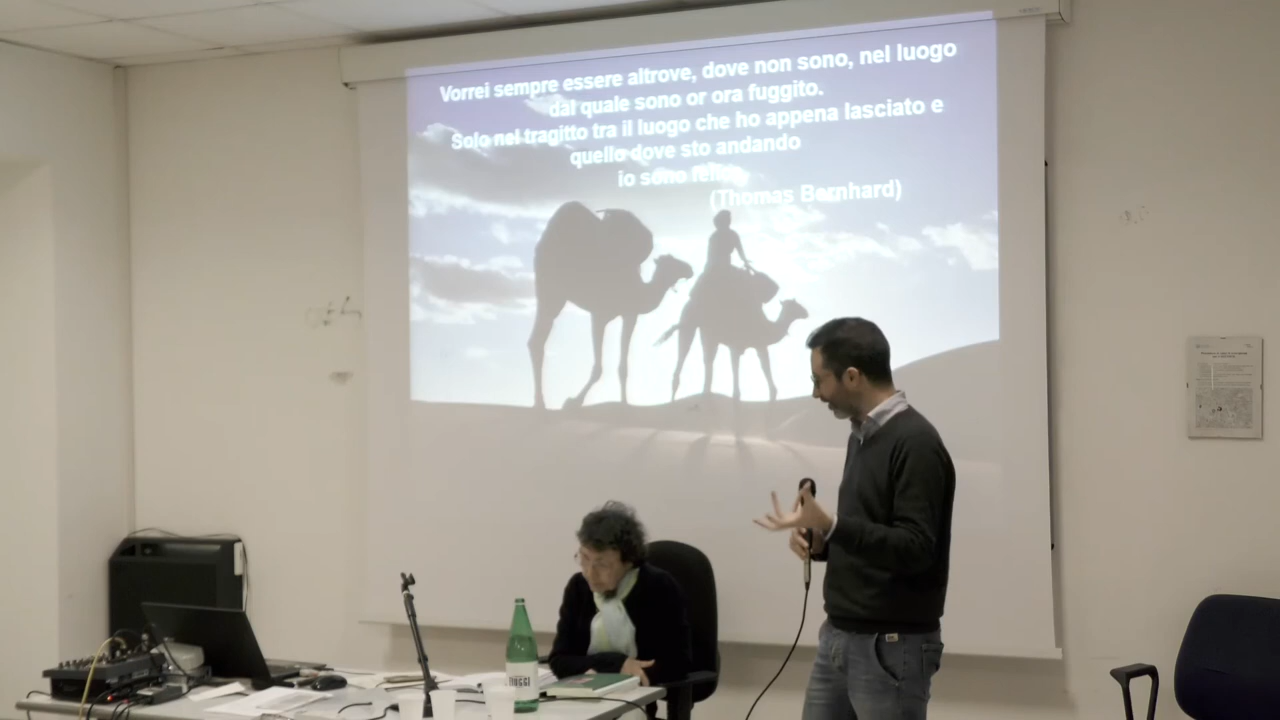 Vorrei sempre essere altrove, dove non sono, nel luogo
dal quale sono or ora fuggito.
Solo nel tragitto tra il luogo che ho appena lasciato e
quello dove sto andando
io sono felice
(Thomas Bernhard)